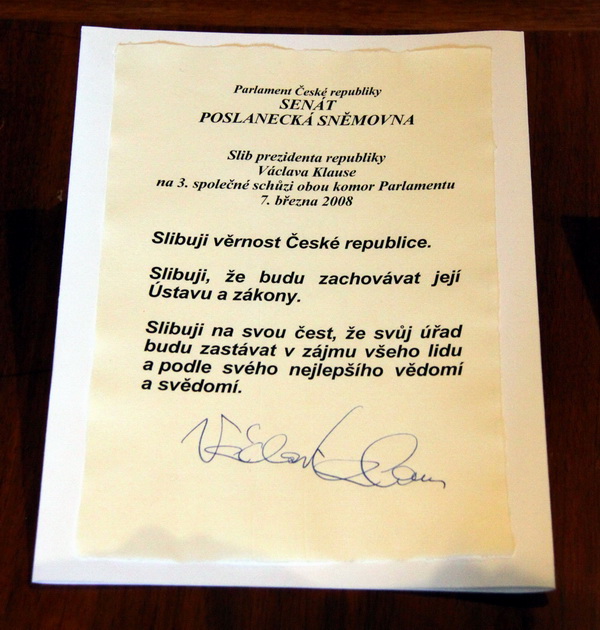 Parlament České republiky
SENÁT
POSLANECKÁ SNĚMOVNA
Slib prezidenta republiky
Václava Klause
na 3. společné schůzi obou komor Parlamentu
7. března 2008
Slibuji věrnost České republice.
Slibuji, že budu zachovávat její
Ústavu a zákony.
Slibuji na svou čest, že svůj úřad
budu zastávat v zájmu všeho lidu
a podle svého nejlepšího vědomí
a svědomí.
Václav Klaus